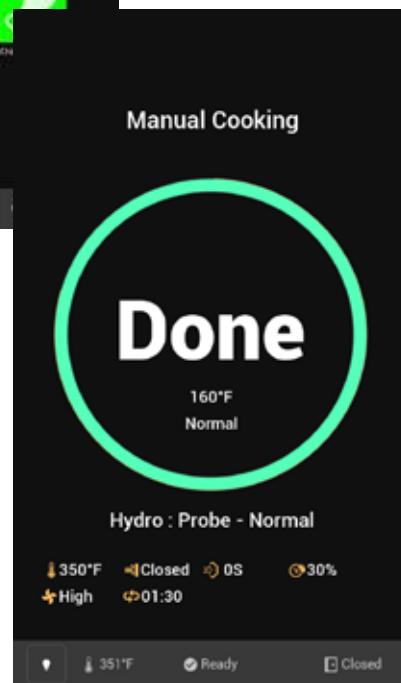 Manual Cooking
Done
160°F
Normal
Hydro : Probe - Normal
350°F Closed 0S 30%
High 01:30
351°F Ready Closed